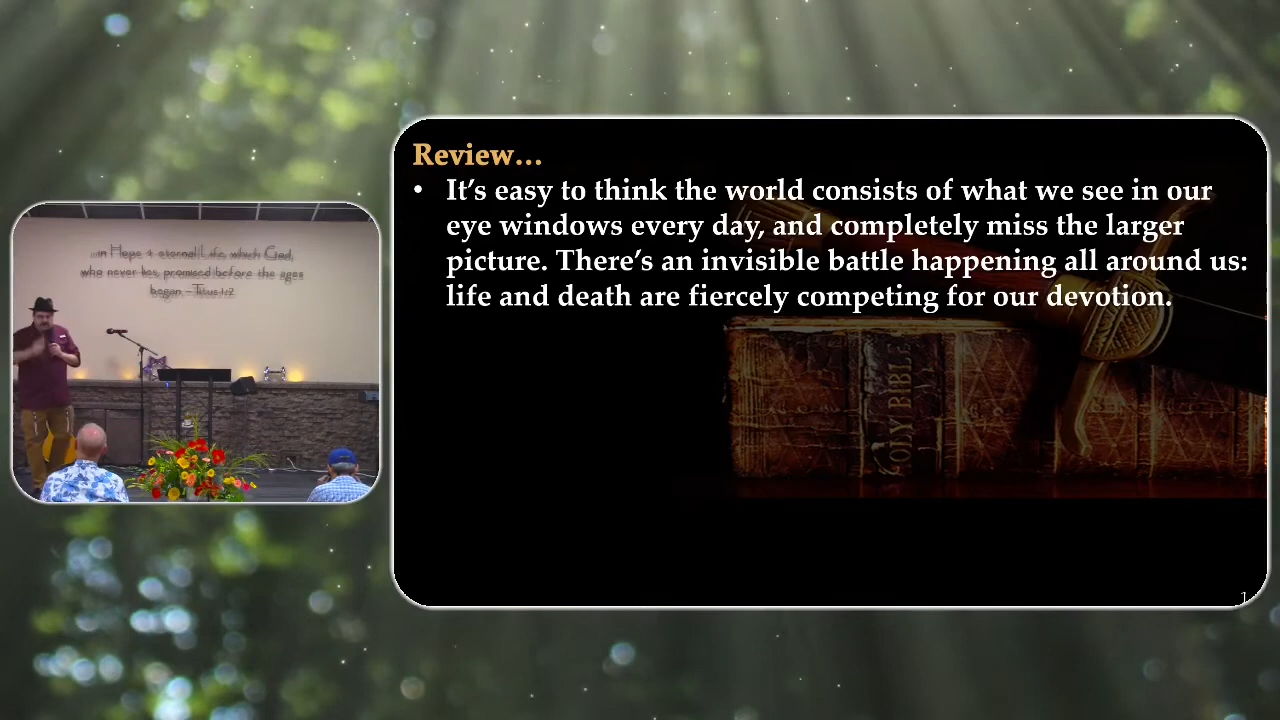 in Hope of eternal Life, which God,
who never lies, promised before the ages
began -Titus 1:2
Review…
• It’s easy to think the world consists of what we see in our
eye windows every day, and completely miss the larger
picture. There’s an invisible battle happening all around us:
life and death are fiercely competing for our devotion.
HOLY BIBLE
1